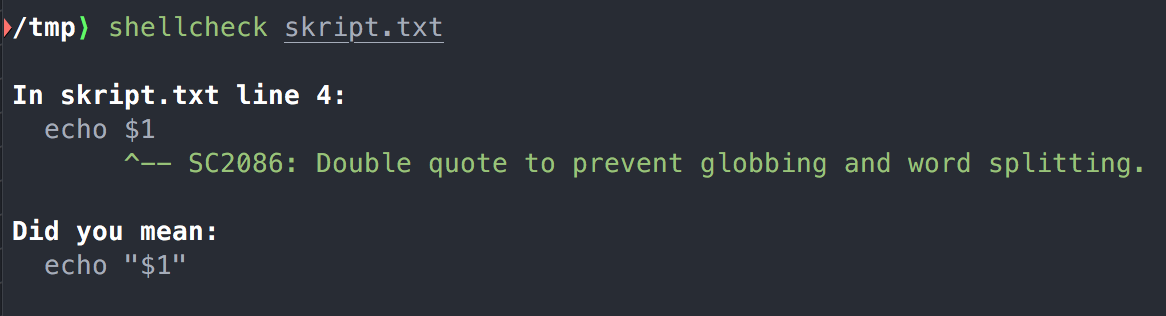 /tmp⟩ shellcheck skript.txt
In skript.txt line 4:
echo $1
^-- SC2086: Double quote to prevent globbing and word splitting.
Did you mean:
echo "$1"